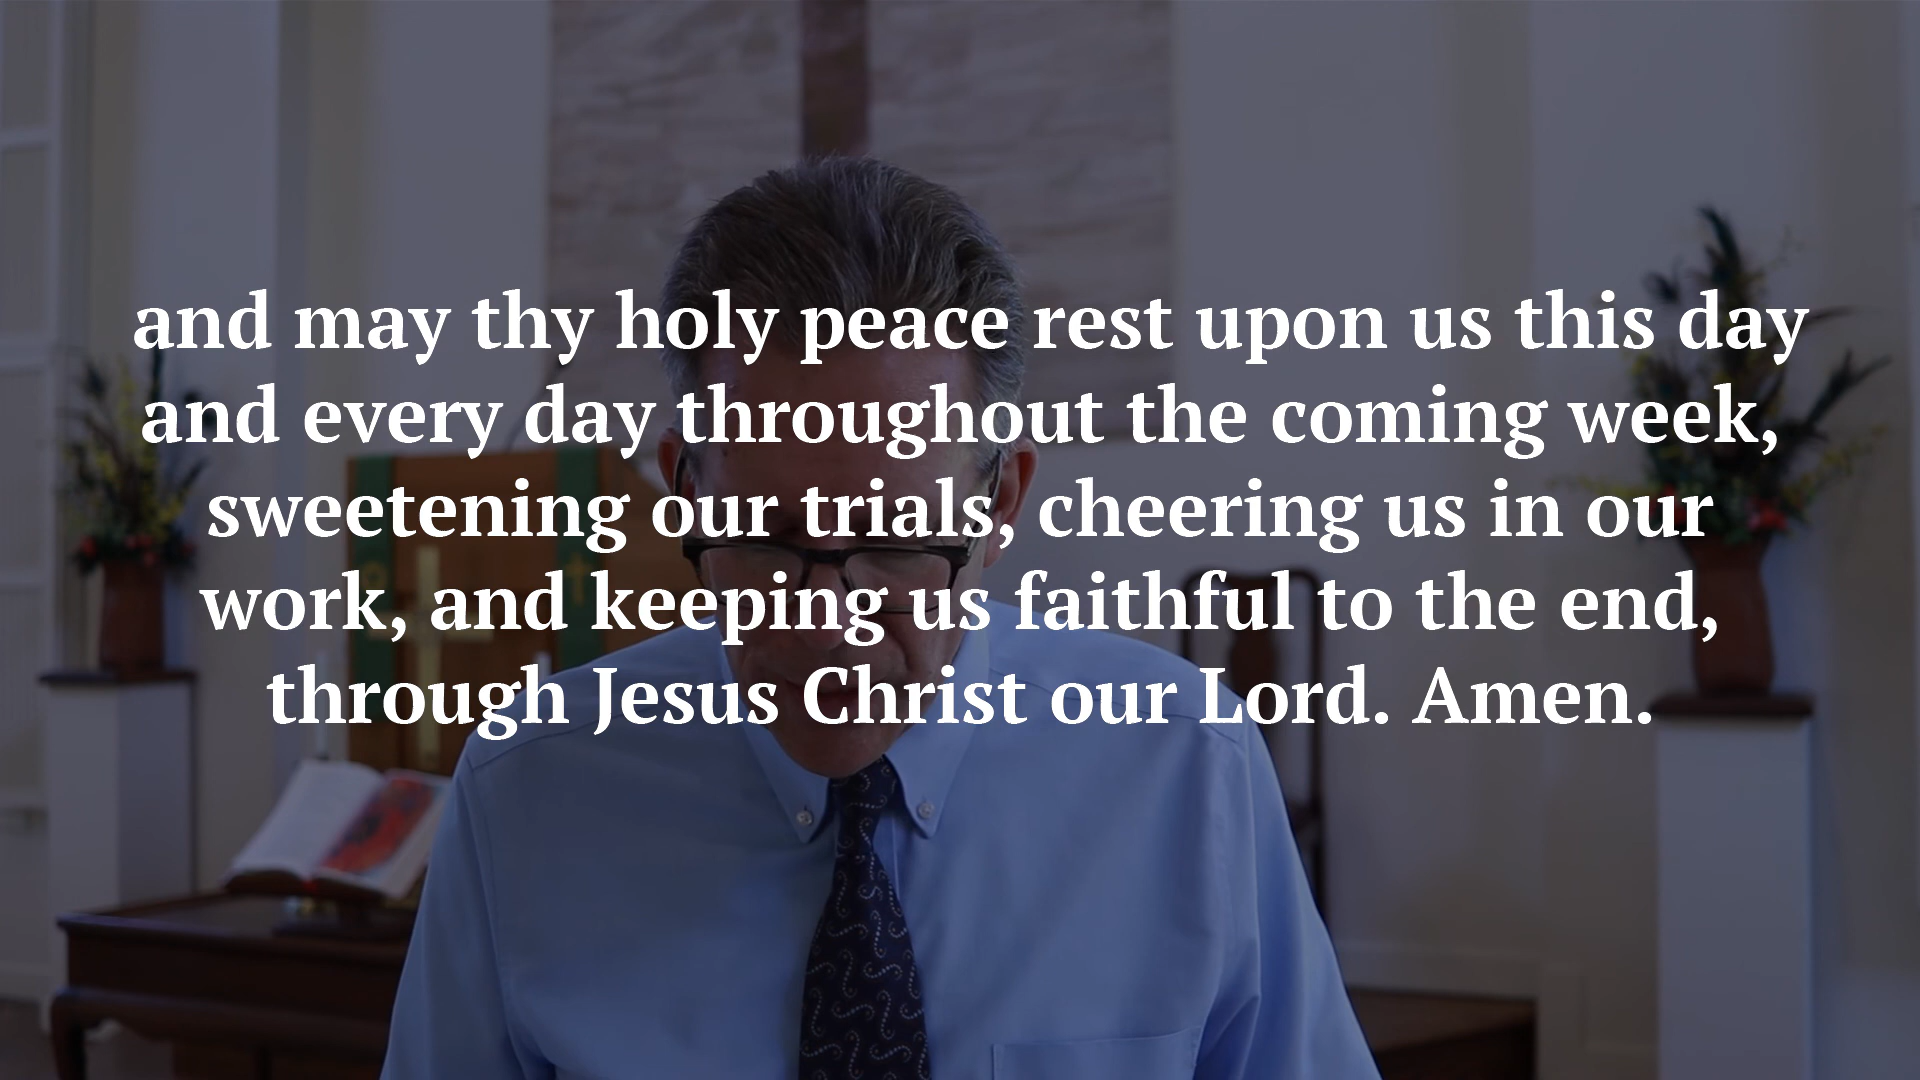 and may thy holy peace rest upon us this day
and every day throughout the coming week,
sweetening our trials, cheering us in our
work, and keeping us faithful to the end,
through Jesus Christ our Lord. Amen.